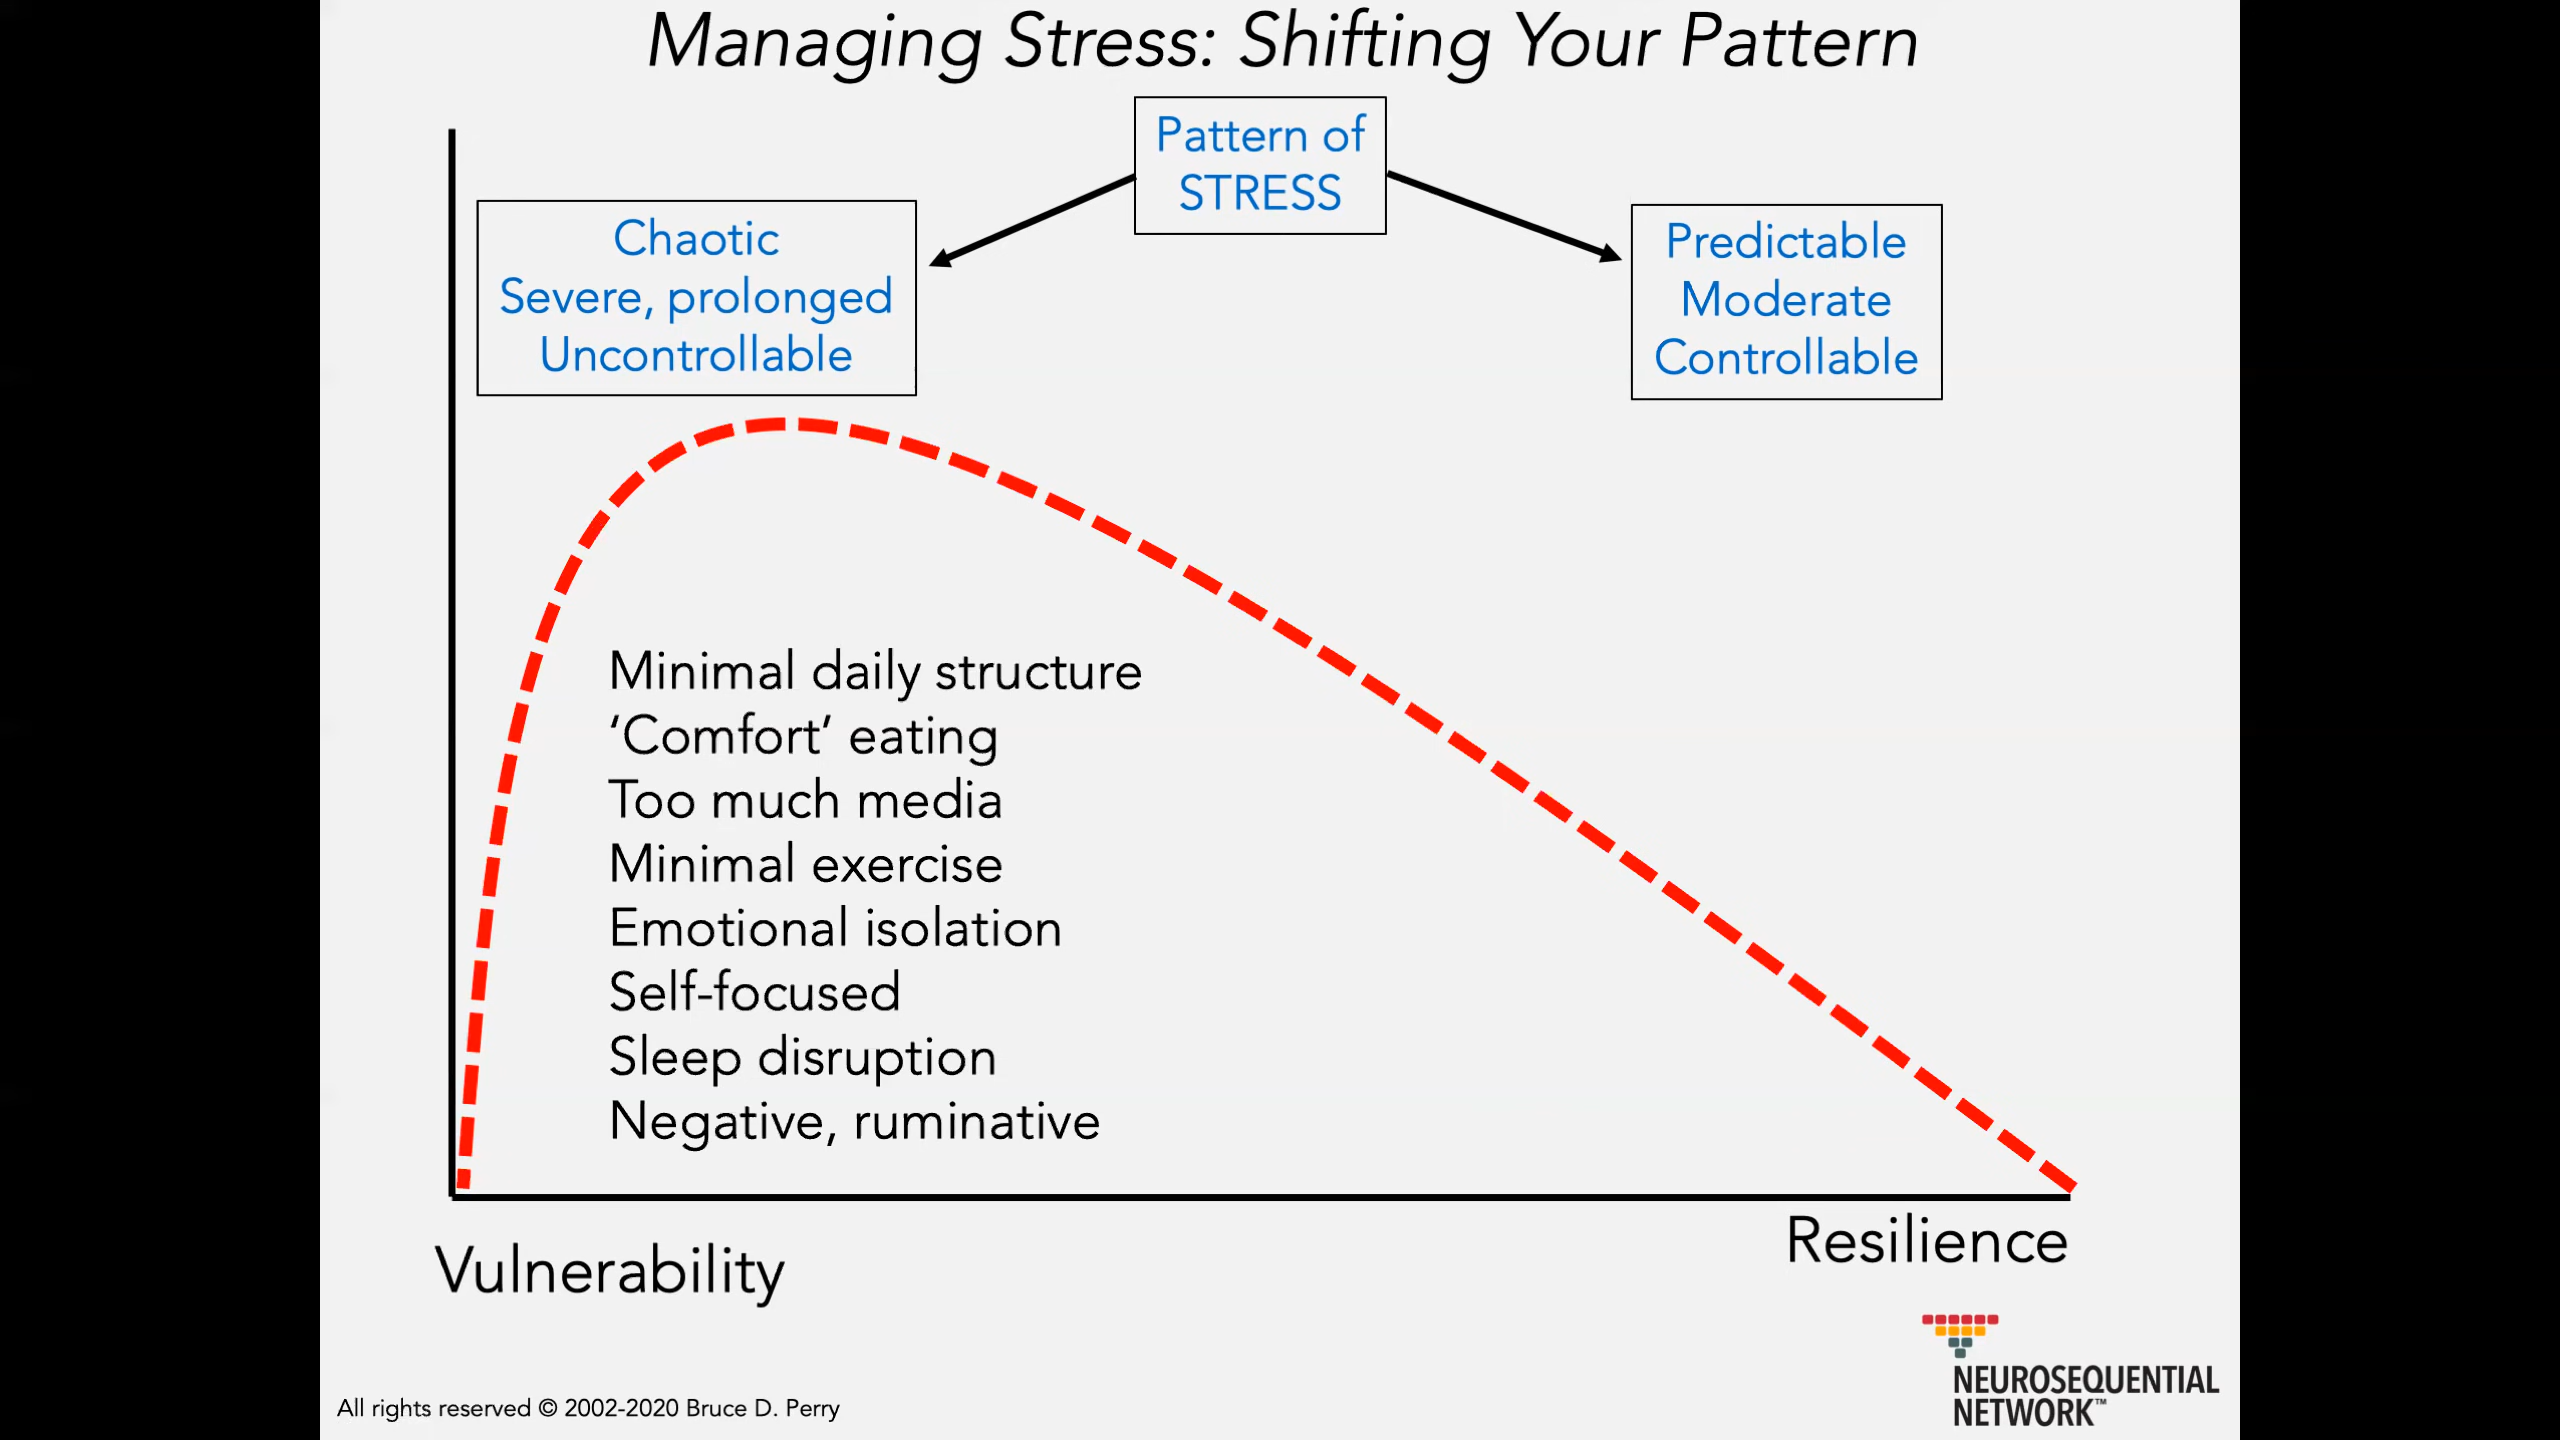 Managing Stress: Shifting Your Pattern
Pattern of
STRESS
Chaotic
Severe, prolonged
Uncontrollable
Predictable
Moderate
Controllable
Minimal daily structure
‘Comfort’ eating
Too much media
Minimal exercise
Emotional isolation
Self-focused
Sleep disruption
Negative, ruminative
Vulnerability
Resilience
All rights reserved © 2002-2020 Bruce D. Perry
NEUROSEQUENTIAL
NETWORK™